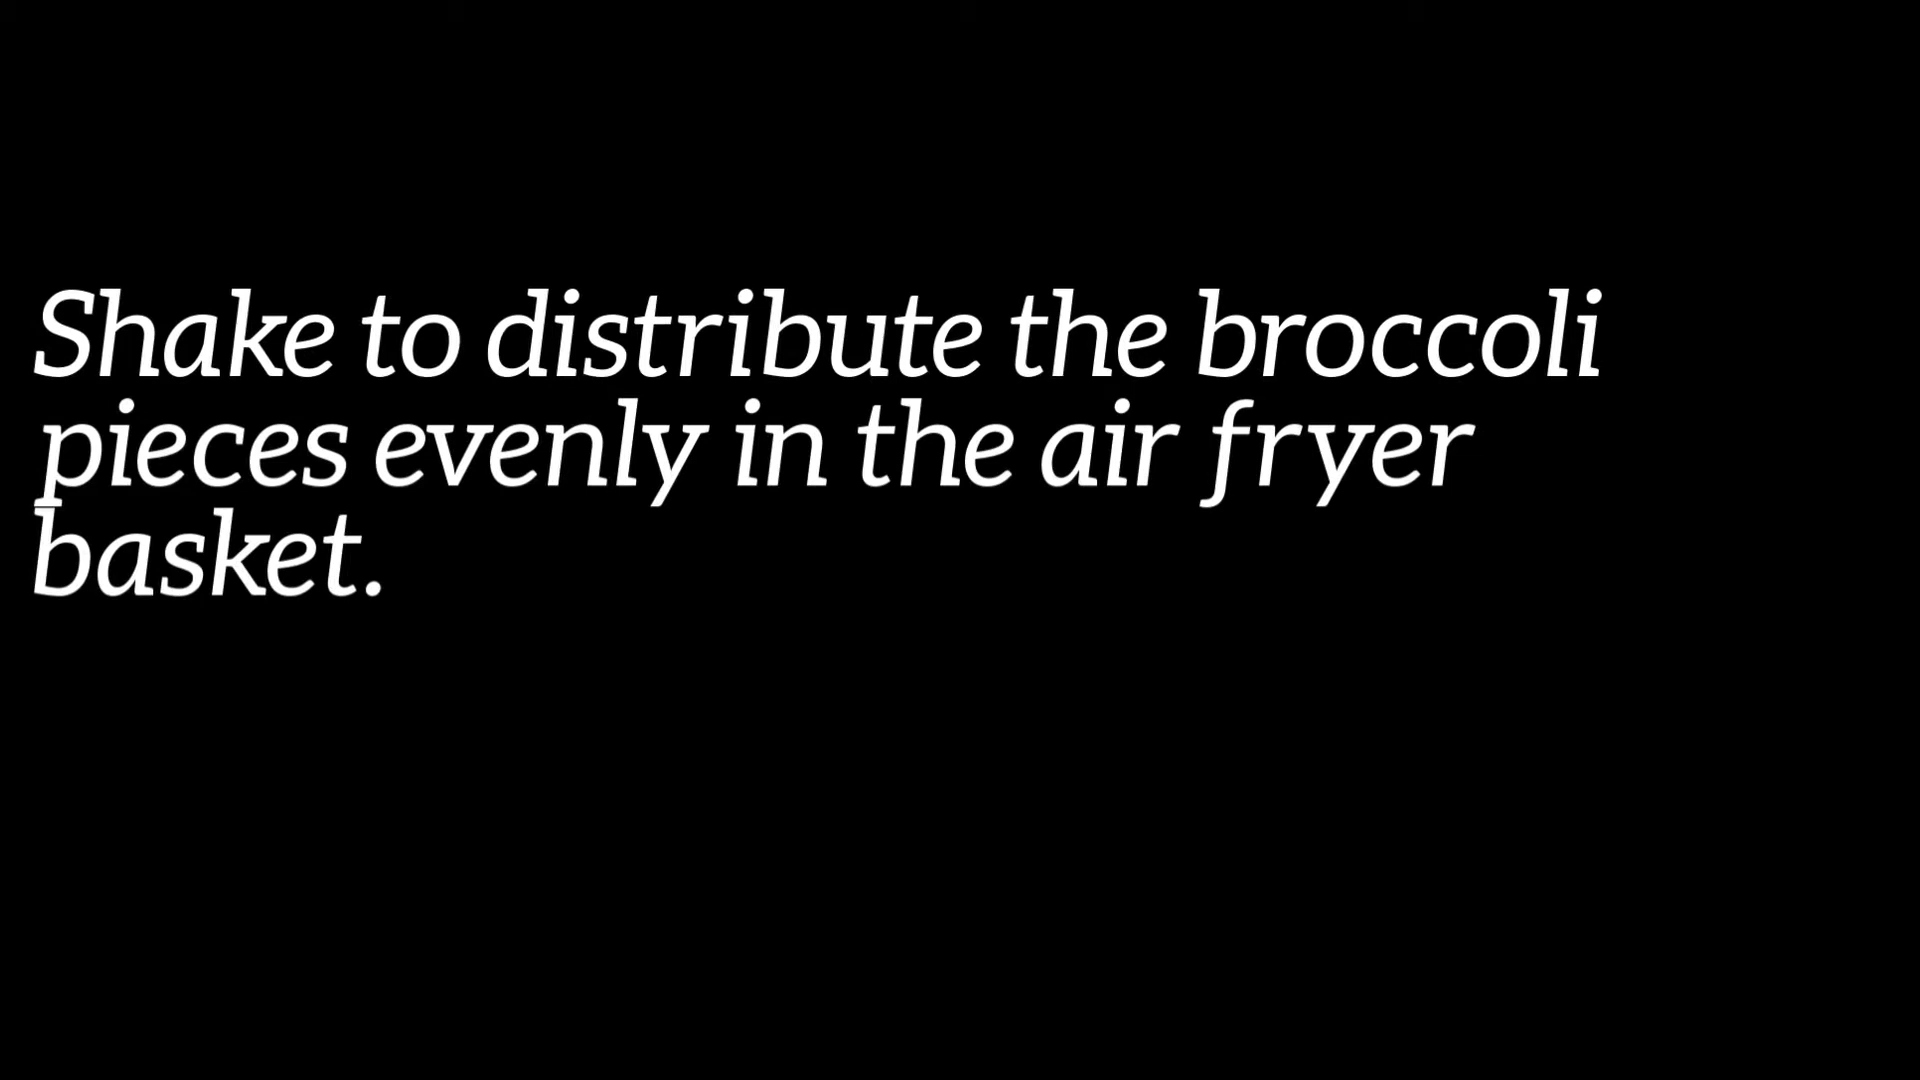 Shake to distribute the broccoli
pieces evenly in the air fryer
basket.